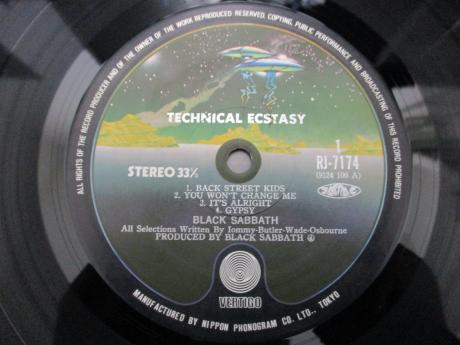 ALL RIGHTS OF THE RECORD PRODUCER AND OF THE OWNER OF THE WORK REPRODUCED RESERVED. COPYING, PUBLIC PERFORMANCE AND BROADCASTING OF THIS RECORD PROHIBITED
TECHNICAL ECSTASY
1
STEREO 33⅓
RJ-7174
(9124 100 A)
1. BACK STREET KIDS
2. YOU WON'T CHANGE ME
3. IT'S ALRIGHT
4. GYPSY
BLACK SABBATH
All Selections Written By Iommy-Butler-Wade-Osbourne
PRODUCED BY BLACK SABBATH
VERTIGO
MANUFACTURED BY NIPPON PHONOGRAM CO. LTD., TOKYO